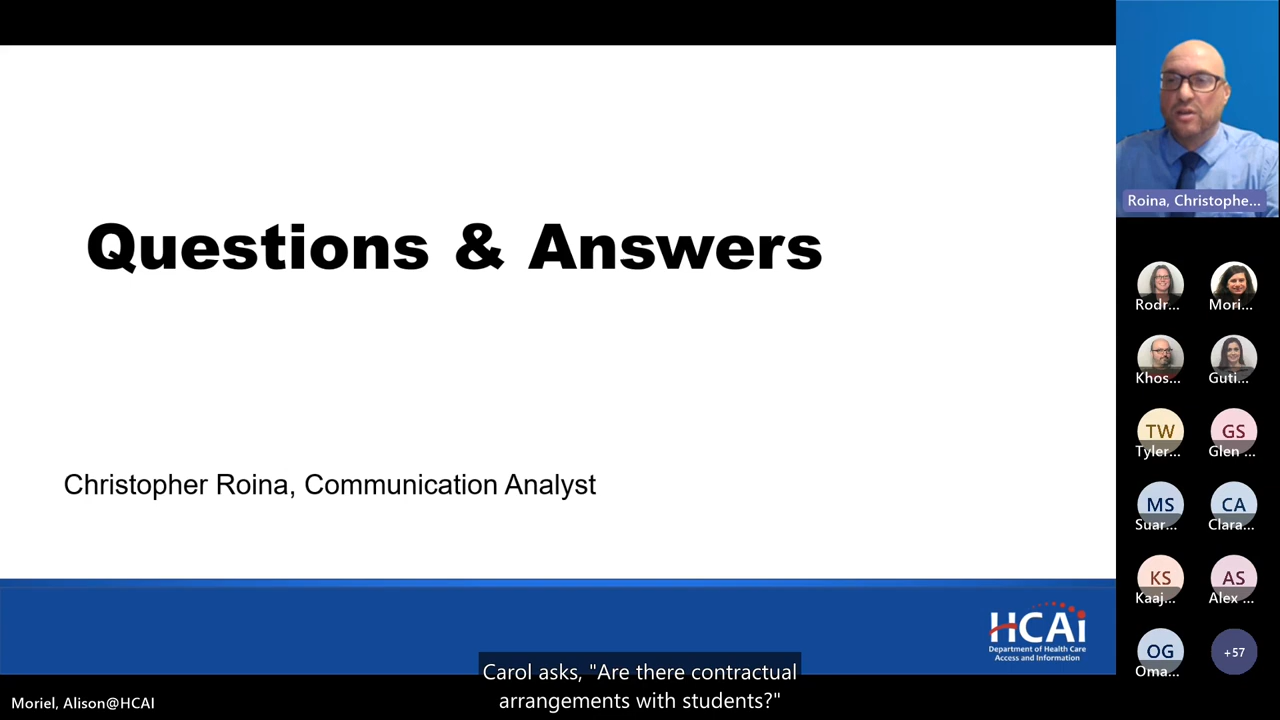 Questions & Answers
Christopher Roina, Communication Analyst
HCAi
Department of Health Care
Access and Information
Carol asks, "Are there contractual
arrangements with students?"
Moriel, Alison@HCAI
Roina, Christophe...
Rodr...
Mori...
Khos...
Guti...
TW
Tyler...
GS
Glen ...
MS
Suar...
CA
Clara...
KS
Kaaj...
AS
Alex ...
OG
Oma...
+57